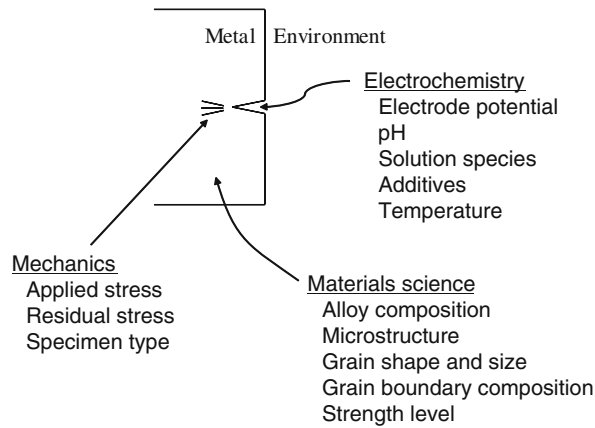 Metal Environment
Electrochemistry
Electrode potential
pH
Solution species
Additives
Temperature
Mechanics
Applied stress
Residual stress
Specimen type
Materials science
Alloy composition
Microstructure
Grain shape and size
Grain boundary composition
Strength level